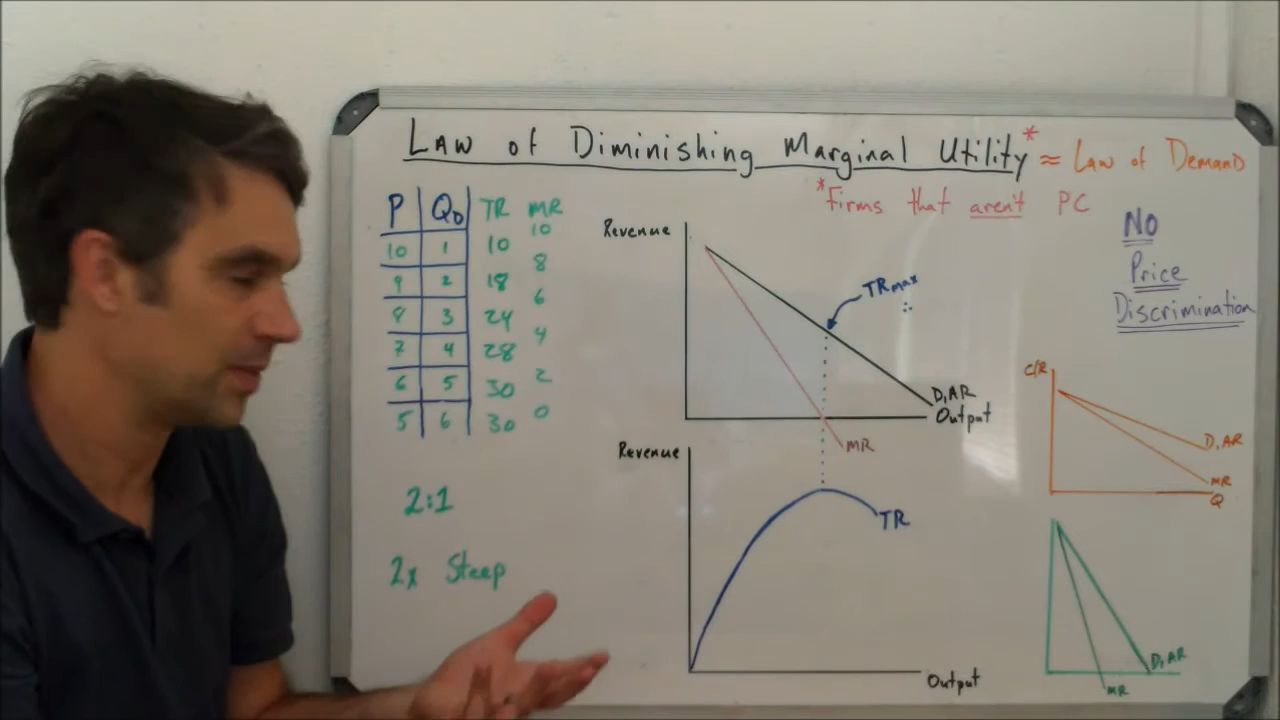 Law of Diminishing Marginal Utility* ≈ Law of Demand
*Firms that aren't PC
No
Price
Discrimination
P QD TR MR
10 1 10 10
9 2 18 8
8 3 24 6
7 4 28 4
6 5 30 2
5 6 30 0
2:1
2x Steep
Revenue
TRmax
D,AR
Output
MR
Revenue
TR
Output
C/R
D,AR
MR
Q
D,AR
MR